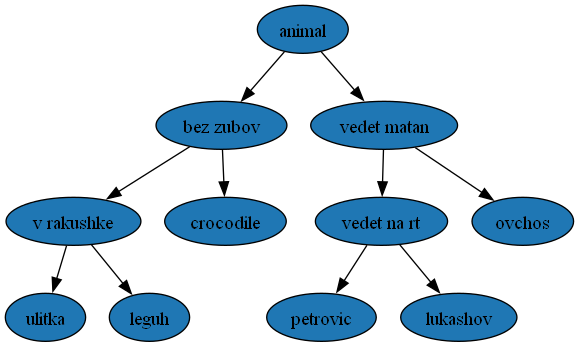 animal
bez zubov
vedet matan
v rakushke
crocodile
vedet na rt
ovchos
ulitka
leguh
petrovic
lukashov